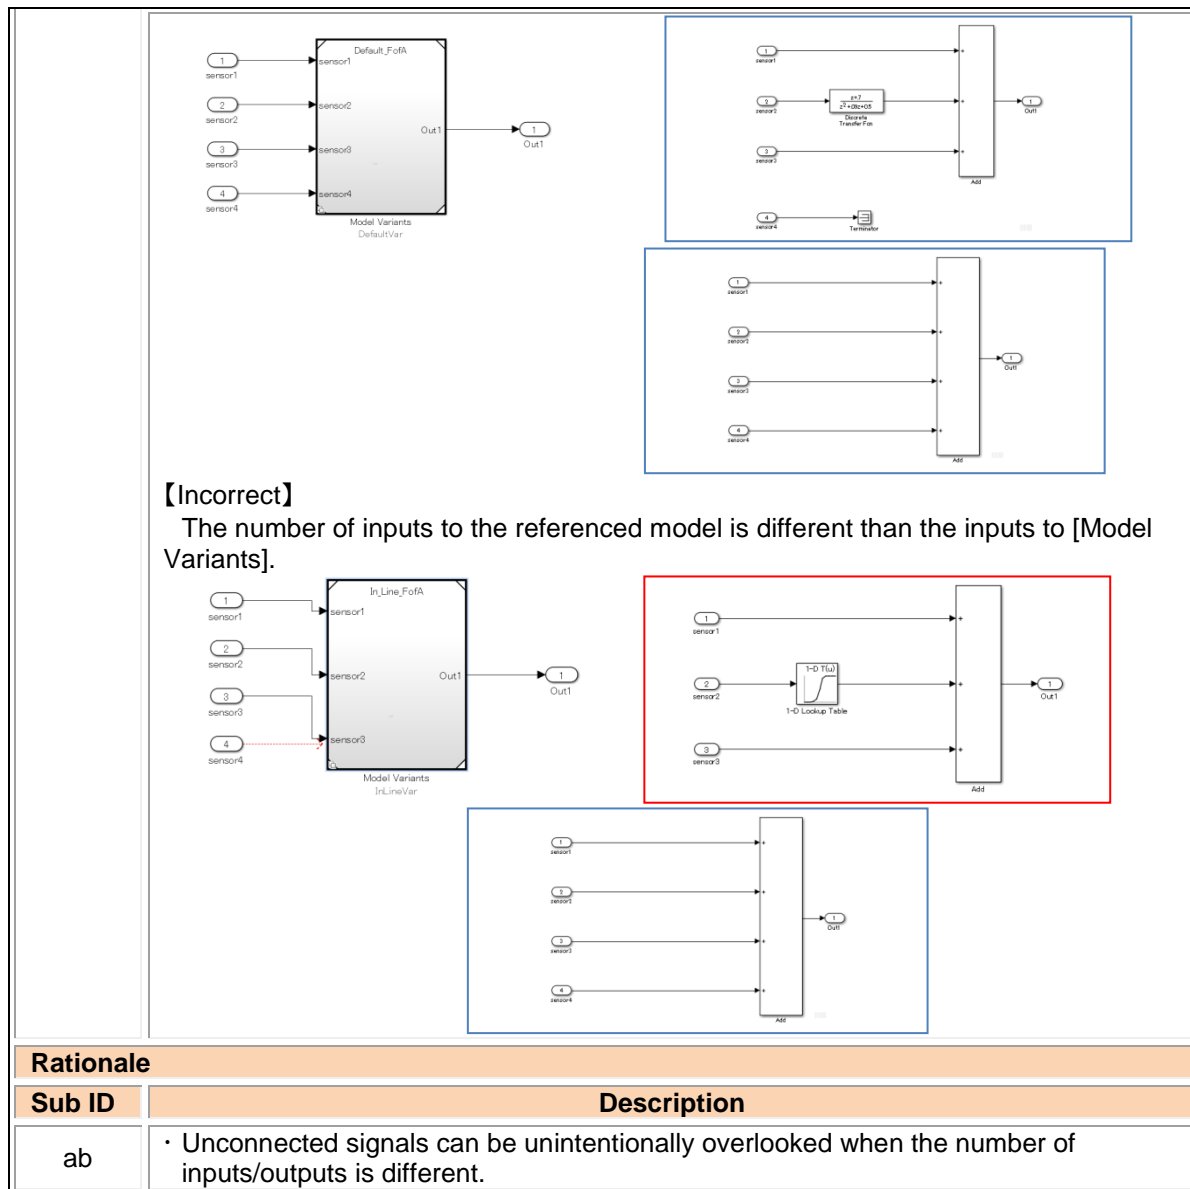 Default_FofA
1
sensor1
sensor1
2
sensor2
sensor2
3
sensor3
sensor3
4
sensor4
sensor4
Out1
1
Out1
Model Variants
DefaultVar
1
sensor1
2
sensor2
Discrete
Transfer Fcn
3
sensor3
4
sensor4
Terminator
+
+
+
Add
1
Out1
1
sensor1
2
sensor2
3
sensor3
4
sensor4
+
+
+
+
Add
1
Out1
【Incorrect】
The number of inputs to the referenced model is different than the inputs to [Model
Variants].
In_Line_FofA
1
sensor1
sensor1
2
sensor2
sensor2
3
sensor3
sensor3
4
sensor4
Out1
1
Out1
Model Variants
InLineVar
1
sensor1
2
sensor2
1-D T(u)
1-D Lookup Table
3
sensor3
+
+
+
Add
1
Out1
1
sensor1
2
sensor2
3
sensor3
4
sensor4
+
+
+
+
Add
1
Out1
Rationale
Sub ID
Description
ab
・Unconnected signals can be unintentionally overlooked when the number of
inputs/outputs is different.